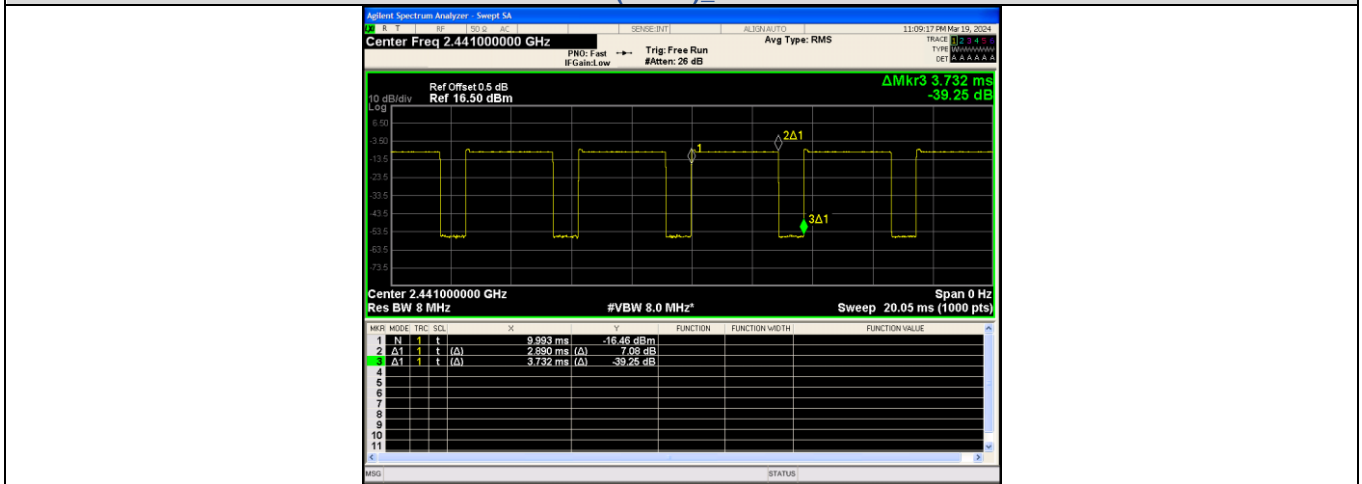 Agilent Spectrum Analyzer - Swept SA
R T RF 50 Ω AC SENSE:INT ALIGN AUTO 11:09:17 PM Mar 19, 2024
Center Freq 2.441000000 GHz Avg Type: RMS TRACE 1 2 3 4 5 6
PNO: Fast Trig: Free Run TYPE
IFGain:Low #Atten: 26 dB DET A A A A A A
ΔMkr3 3.732 ms
-39.25 dB
Ref Offset 0.5 dB
10 dB/div Ref 16.50 dBm
Log
6.50
-3.50
-13.5
-23.5
-33.5
-43.5
-53.5
-63.5
-73.5
1
2Δ1
3Δ1
Center 2.441000000 GHz Span 0 Hz
Res BW 8 MHz #VBW 8.0 MHz* Sweep 20.05 ms (1000 pts)
MKR MODE TRC SCL X Y FUNCTION FUNCTION WIDTH FUNCTION VALUE
1 N 1 t 9.993 ms -16.46 dBm
2 Δ1 1 t (Δ) 2.890 ms (Δ) 7.08 dB
3 Δ1 1 t (Δ) 3.732 ms (Δ) -39.25 dB
4
5
6
7
8
9
10
11
MSG STATUS